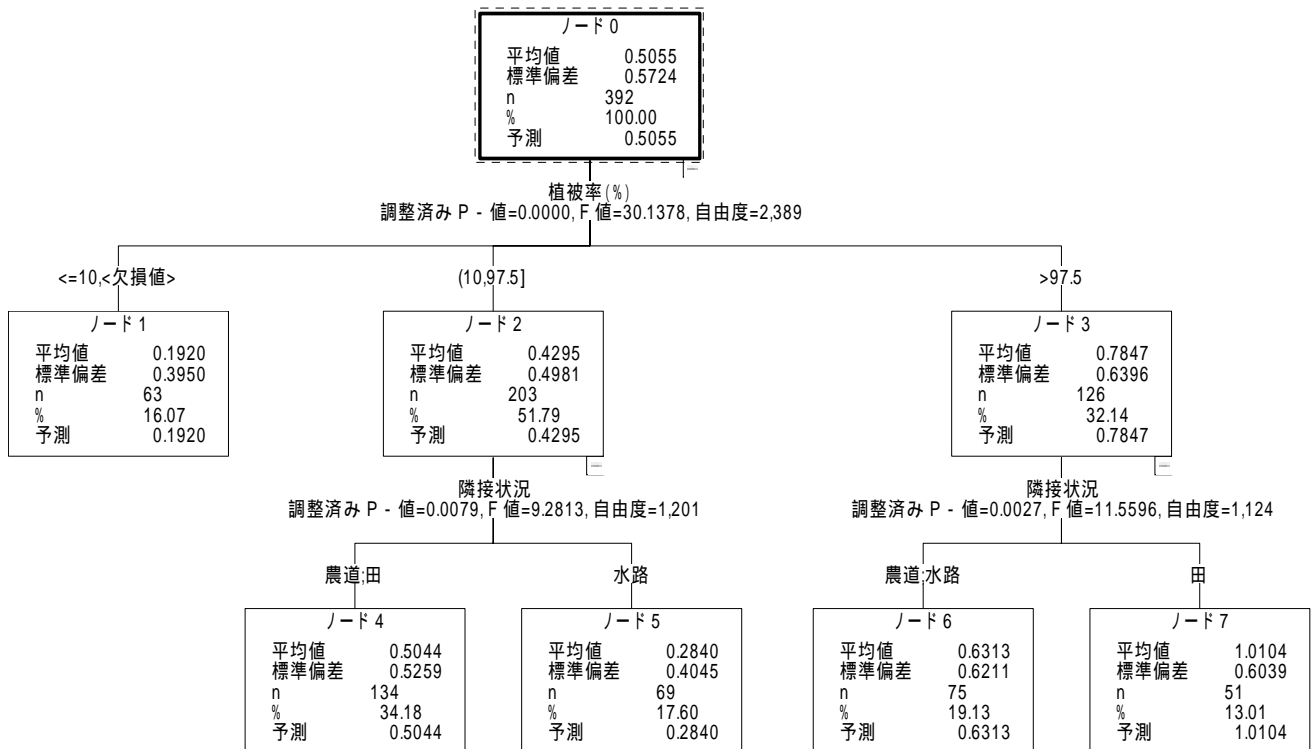 ノード 0
平均値 0.5055
標準偏差 0.5724
n 392
% 100.00
予測 0.5055
植被率(%)
調整済み P - 値=0.0000, F 値=30.1378, 自由度=2,389
<=10,<欠損値>
(10,97.5]
>97.5
ノード 1
平均値 0.1920
標準偏差 0.3950
n 63
% 16.07
予測 0.1920
ノード 2
平均値 0.4295
標準偏差 0.4981
n 203
% 51.79
予測 0.4295
ノード 3
平均値 0.7847
標準偏差 0.6396
n 126
% 32.14
予測 0.7847
隣接状況
調整済み P - 値=0.0079, F 値=9.2813, 自由度=1,201
隣接状況
調整済み P - 値=0.0027, F 値=11.5596, 自由度=1,124
農道;田
水路
農道;水路
田
ノード 4
平均値 0.5044
標準偏差 0.5259
n 134
% 34.18
予測 0.5044
ノード 5
平均値 0.2840
標準偏差 0.4045
n 69
% 17.60
予測 0.2840
ノード 6
平均値 0.6313
標準偏差 0.6211
n 75
% 19.13
予測 0.6313
ノード 7
平均値 1.0104
標準偏差 0.6039
n 51
% 13.01
予測 1.0104